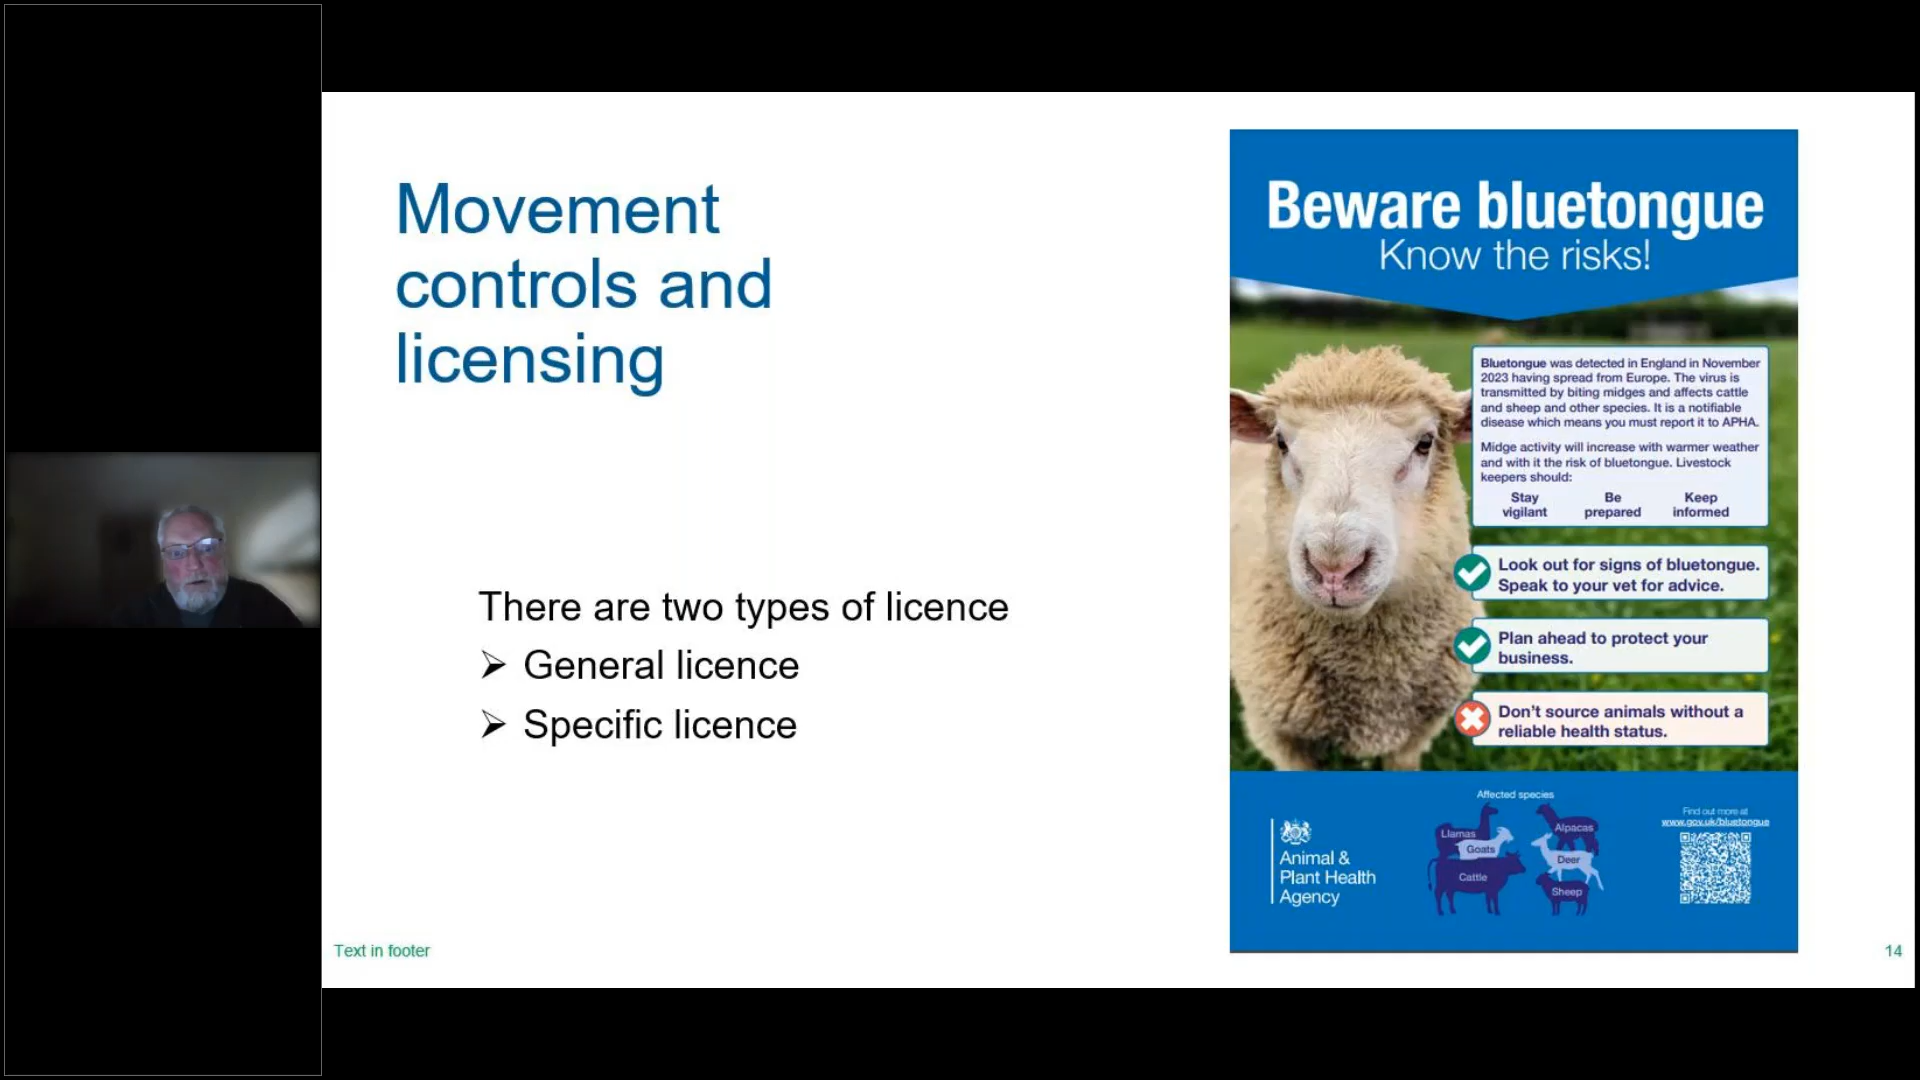 Movement
controls and
licensing
There are two types of licence
General licence
Specific licence
Text in footer
14
Beware bluetongue
Know the risks!
Bluetongue was detected in England in November
2023 having spread from Europe. The virus is
transmitted by biting midges and affects cattle
and sheep and other species. It is a notifiable
disease which means you must report it to APHA.
Midge activity will increase with warmer weather
and with it the risk of bluetongue. Livestock
keepers should:
Stay vigilant
Be prepared
Keep informed
Look out for signs of bluetongue.
Speak to your vet for advice.
Plan ahead to protect your
business.
Don't source animals without a
reliable health status.
Animal &
Plant Health
Agency
Affected species
Llamas
Alpacas
Goats
Deer
Cattle
Sheep
Find out more at
www.gov.uk/bluetongue